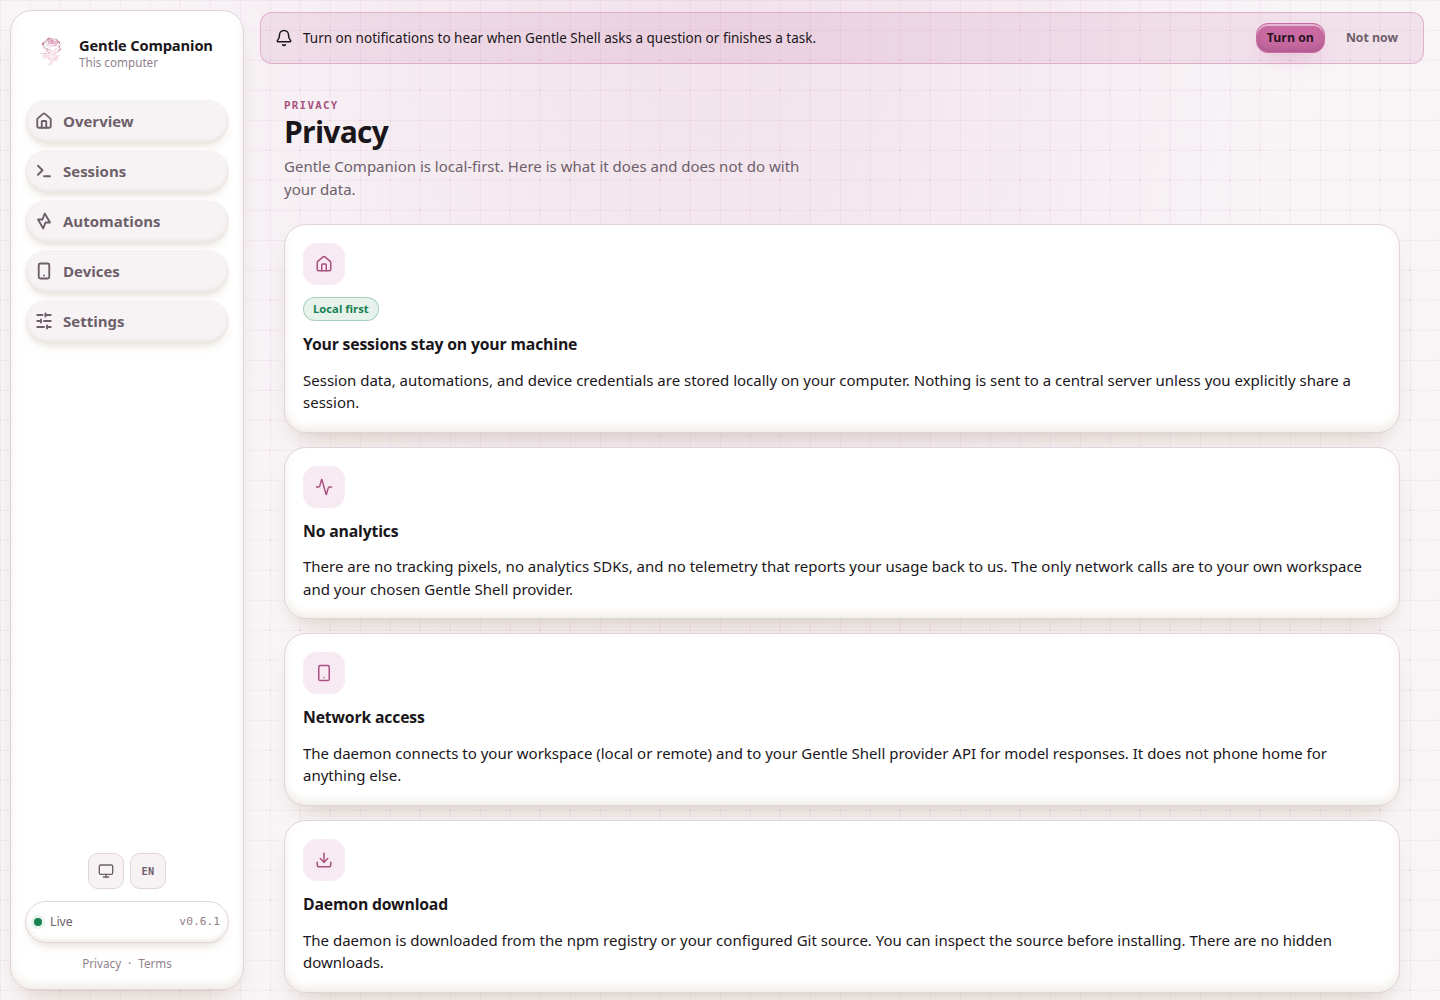 Gentle Companion
This computer
Overview
Sessions
Automations
Devices
Settings
EN
Live
v0.6.1
Privacy · Terms
Turn on notifications to hear when Gentle Shell asks a question or finishes a task.
Turn on
Not now
PRIVACY
Privacy
Gentle Companion is local-first. Here is what it does and does not do with
your data.
Local first
Your sessions stay on your machine
Session data, automations, and device credentials are stored locally on your computer. Nothing is sent to a central server unless you explicitly share a
session.
No analytics
There are no tracking pixels, no analytics SDKs, and no telemetry that reports your usage back to us. The only network calls are to your own workspace
and your chosen Gentle Shell provider.
Network access
The daemon connects to your workspace (local or remote) and to your Gentle Shell provider API for model responses. It does not phone home for
anything else.
Daemon download
The daemon is downloaded from the npm registry or your configured Git source. You can inspect the source before installing. There are no hidden
downloads.